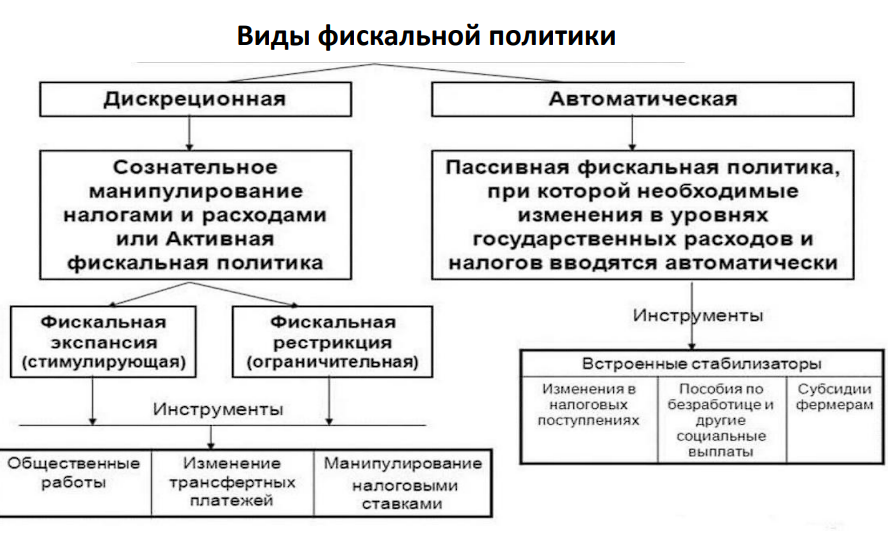 Виды фискальной политики
Дискреционная
Автоматическая
Сознательное
манипулирование
налогами и расходами
или Активная
фискальная политика
Пассивная фискальная политика,
при которой необходимые
изменения в уровнях
государственных расходов и
налогов вводятся автоматически
Фискальная
экспансия
(стимулирующая)
Фискальная
рестрикция
(ограничительная)
Инструменты
Общественные
работы
Изменение
трансфертных
платежей
Манипулирование
налоговыми
ставками
Инструменты
Встроенные стабилизаторы
Изменения в
налоговых
поступлениях
Пособия по
безработице и
другие
социальные
выплаты
Субсидии
фермерам